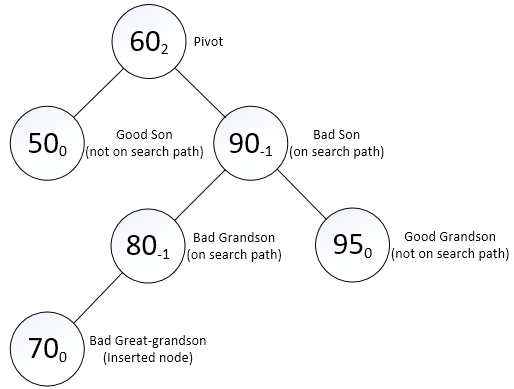 60₂ Pivot
50₀
Good Son
(not on search path)
90₋₁
Bad Son
(on search path)
80₋₁
Bad Grandson
(on search path)
95₀
Good Grandson
(not on search path)
70₀
Bad Great-grandson
(Inserted node)